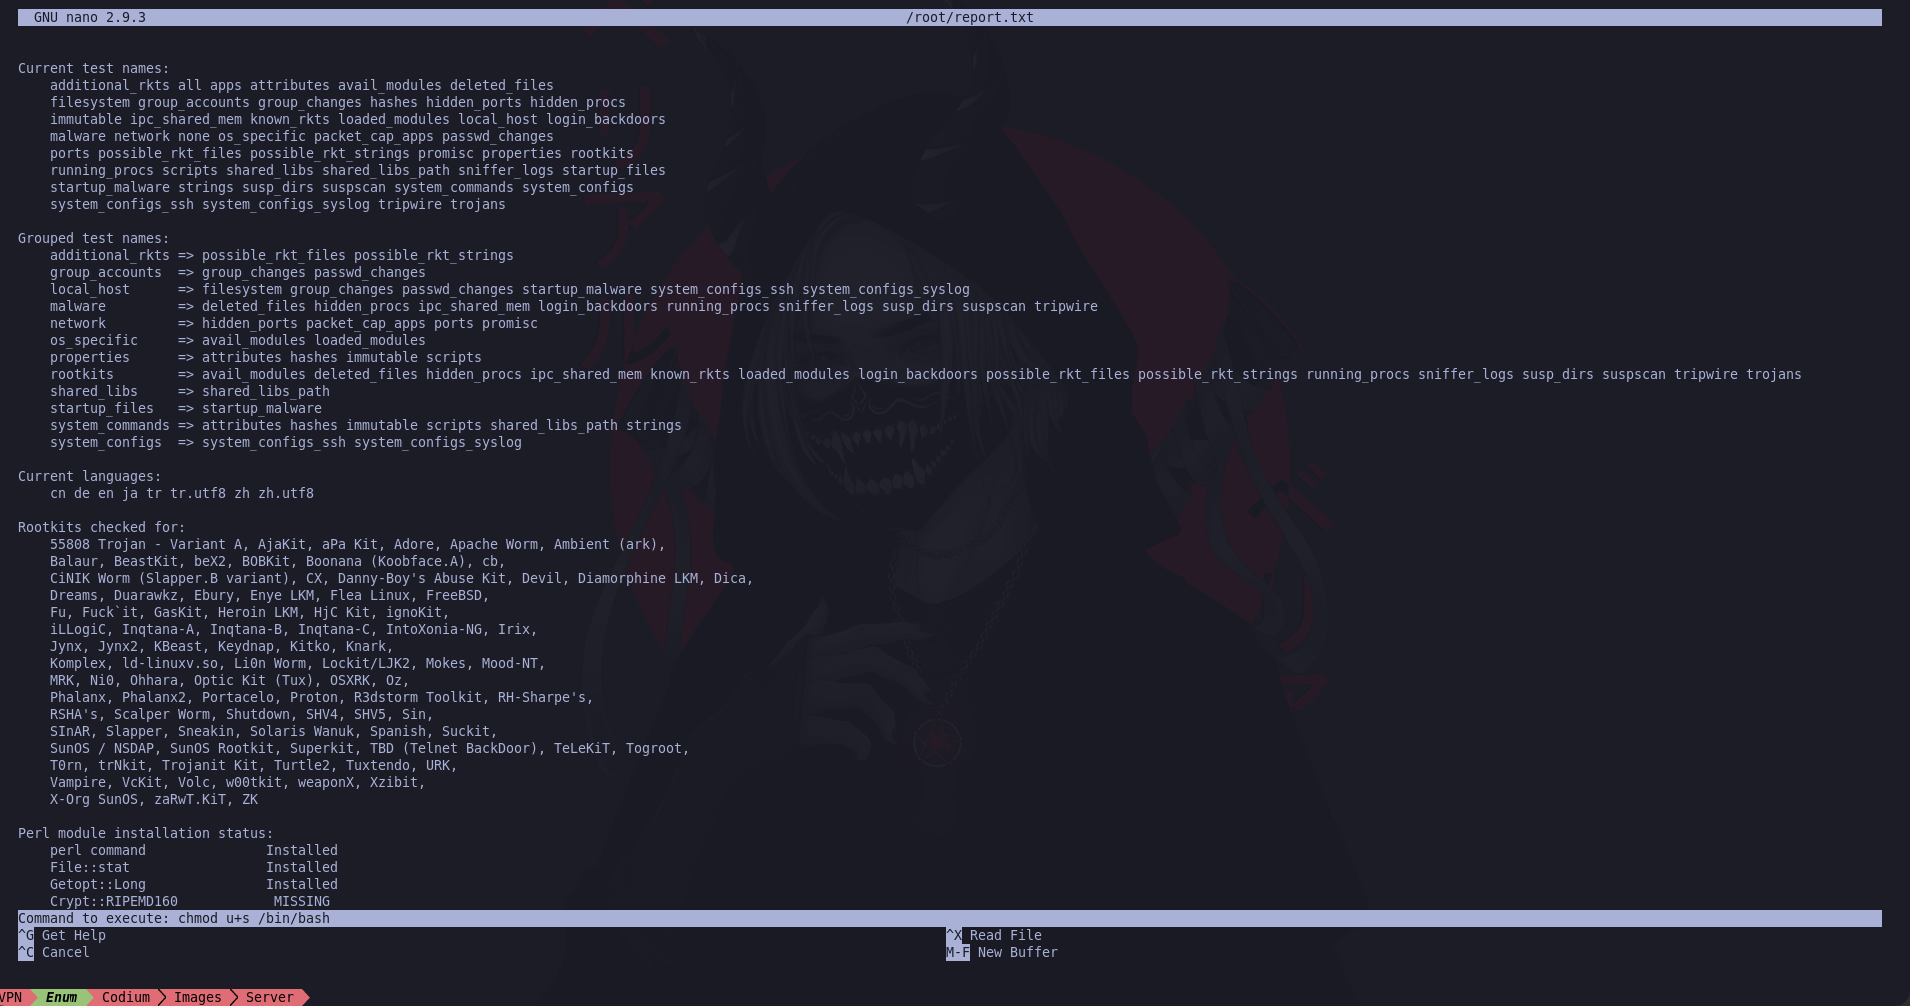 GNU nano 2.9.3 /root/report.txt
Current test names:
additional_rkts all apps attributes avail_modules deleted_files
filesystem group_accounts group_changes hashes hidden_ports hidden_procs
immutable ipc_shared_mem known_rkts loaded_modules local_host login_backdoors
malware network none os_specific packet_cap_apps passwd_changes
ports possible_rkt_files possible_rkt_strings promisc properties rootkits
running_procs scripts shared_libs shared_libs_path sniffer_logs startup_files
startup_malware strings susp_dirs suspscan system_commands system_configs
system_configs_ssh system_configs_syslog tripwire trojans
Grouped test names:
additional_rkts => possible_rkt_files possible_rkt_strings
group_accounts => group_changes passwd_changes
local_host => filesystem group_changes passwd_changes startup_malware system_configs_ssh system_configs_syslog
malware => deleted_files hidden_procs ipc_shared_mem login_backdoors running_procs sniffer_logs susp_dirs suspscan tripwire
network => hidden_ports packet_cap_apps ports promisc
os_specific => avail_modules loaded_modules
properties => attributes hashes immutable scripts
rootkits => avail_modules deleted_files hidden_procs ipc_shared_mem known_rkts loaded_modules login_backdoors possible_rkt_files possible_rkt_strings running_procs sniffer_logs susp_dirs suspscan tripwire trojans
shared_libs => shared_libs_path
startup_files => startup_malware
system_commands => attributes hashes immutable scripts shared_libs_path strings
system_configs => system_configs_ssh system_configs_syslog
Current languages:
cn de en ja tr tr.utf8 zh zh.utf8
Rootkits checked for:
55808 Trojan - Variant A, AjaKit, aPa Kit, Adore, Apache Worm, Ambient (ark),
Balaur, BeastKit, beX2, BOBKit, Boonana (Koobface.A), cb,
CiNIK Worm (Slapper.B variant), CX, Danny-Boy's Abuse Kit, Devil, Diamorphine LKM, Dica,
Dreams, Duarawkz, Ebury, Enye LKM, Flea Linux, FreeBSD,
Fu, Fuck`it, GasKit, Heroin LKM, HjC Kit, ignoKit,
iLLogiC, Inqtana-A, Inqtana-B, Inqtana-C, IntoXonia-NG, Irix,
Jynx, Jynx2, KBeast, Keydnap, Kitko, Knark,
Komplex, ld-linuxv.so, Li0n Worm, Lockit/LJK2, Mokes, Mood-NT,
MRK, Ni0, Ohhara, Optic Kit (Tux), OSXRK, Oz,
Phalanx, Phalanx2, Portacelo, Proton, R3dstorm Toolkit, RH-Sharpe's,
RSHA's, Scalper Worm, Shutdown, SHV4, SHV5, Sin,
SInAR, Slapper, Sneakin, Solaris Wanuk, Spanish, Suckit,
SunOS / NSDAP, SunOS Rootkit, Superkit, TBD (Telnet BackDoor), TeLeKiT, Togroot,
T0rn, trNkit, Trojanit Kit, Turtle2, Tuxtendo, URK,
Vampire, VcKit, Volc, w00tkit, weaponX, Xzibit,
X-Org SunOS, zaRwT.KiT, ZK
Perl module installation status:
perl command Installed
File::stat Installed
Getopt::Long Installed
Crypt::RIPEMD160 MISSING
Command to execute: chmod u+s /bin/bash
^G Get Help ^X Read File
^C Cancel M-F New Buffer
VPN Enum Codium Images Server